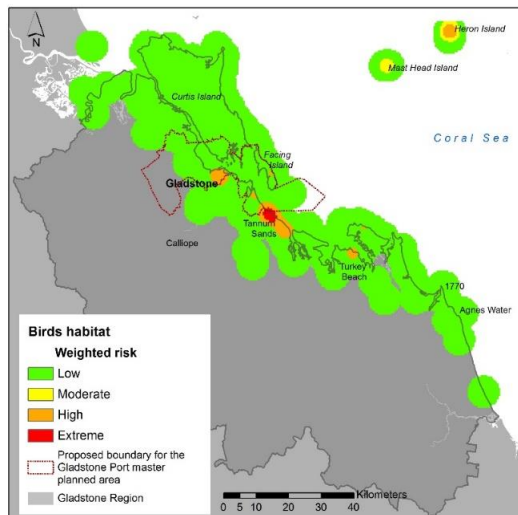 N
Heron Island
Mast Head Island
Curtis Island
Coral Sea
Facing
Island
Gladstone
Tannum
Sands
Calliope
Turkey
Beach
1770
Agnes Water
Birds habitat
Weighted risk
Low
Moderate
High
Extreme
Proposed boundary for the
Gladstone Port master
planned area
Gladstone Region
Kilometers
0 5 10 20 30 40